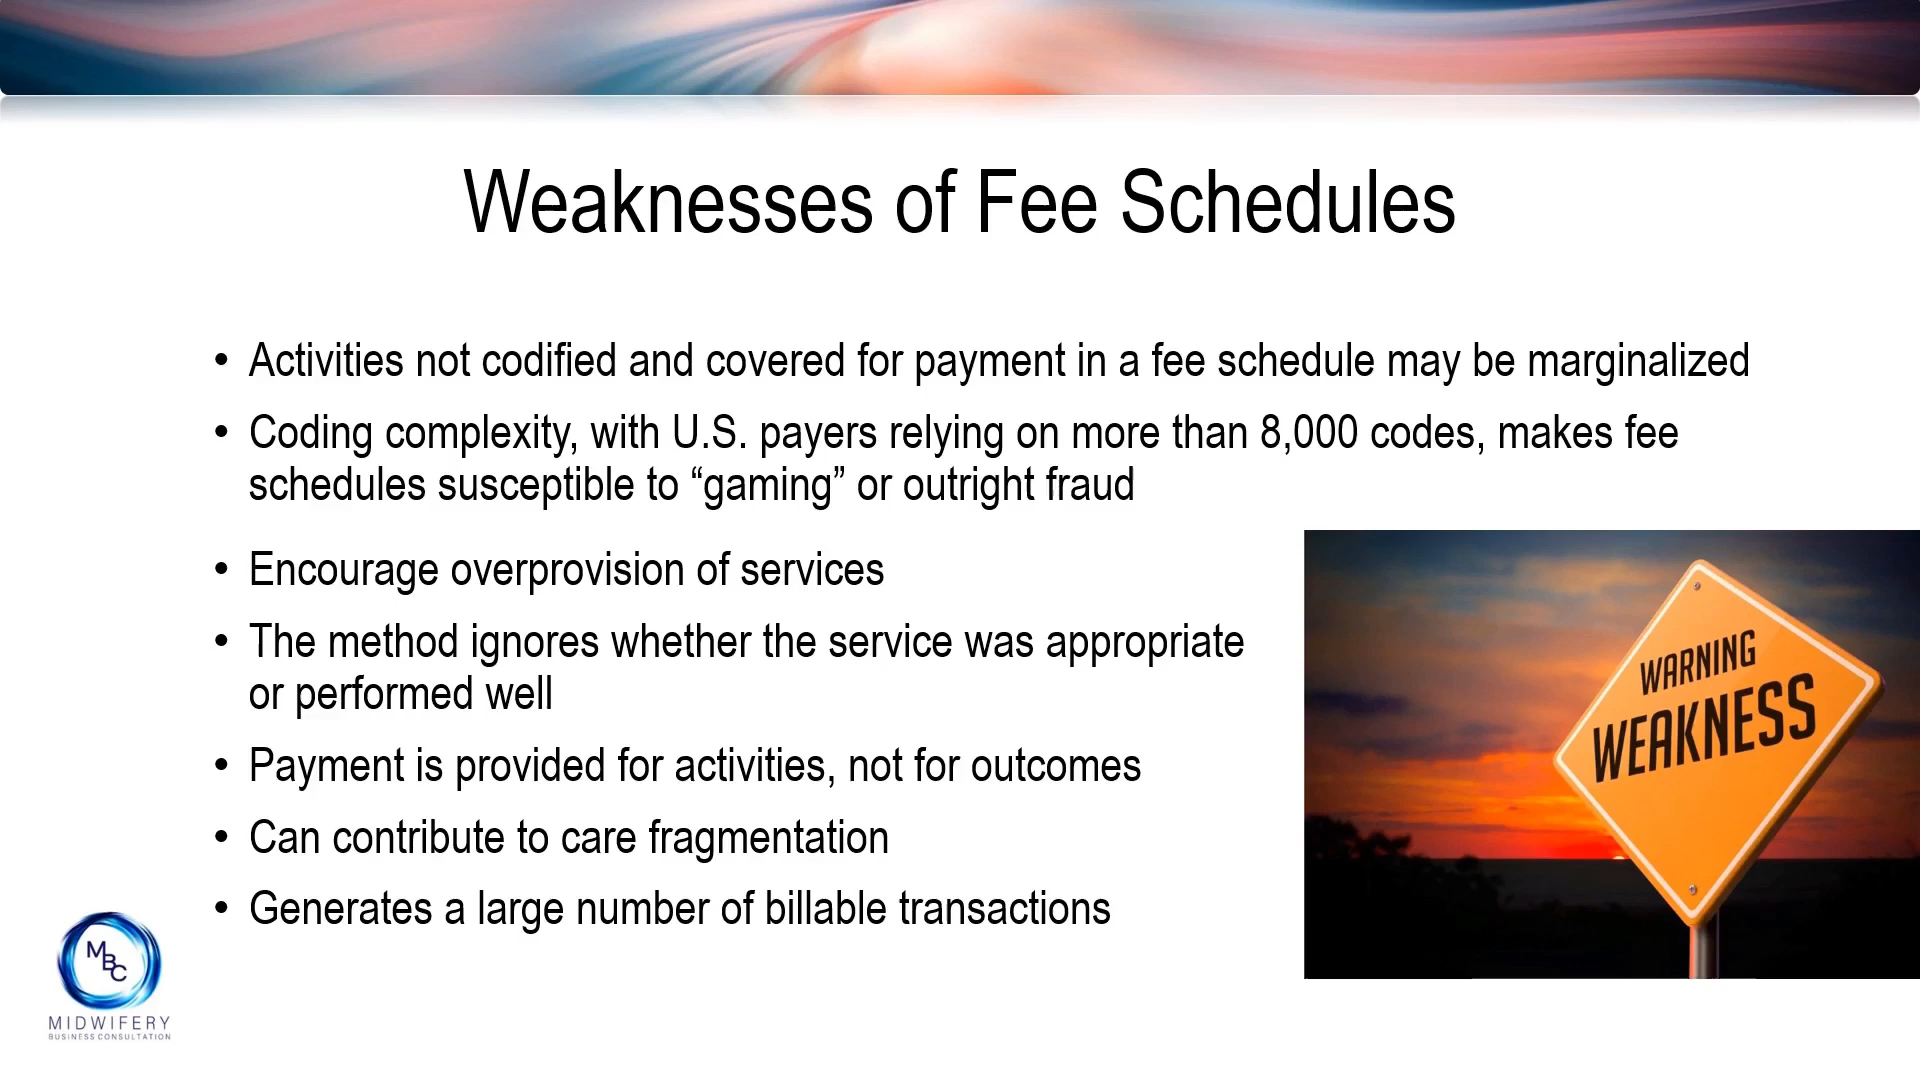 Weaknesses of Fee Schedules
• Activities not codified and covered for payment in a fee schedule may be marginalized
• Coding complexity, with U.S. payers relying on more than 8,000 codes, makes fee
schedules susceptible to “gaming” or outright fraud
• Encourage overprovision of services
• The method ignores whether the service was appropriate
or performed well
• Payment is provided for activities, not for outcomes
• Can contribute to care fragmentation
• Generates a large number of billable transactions
WARNING
WEAKNESS
MBC
MIDWIFERY
BUSINESS CONSULTATION